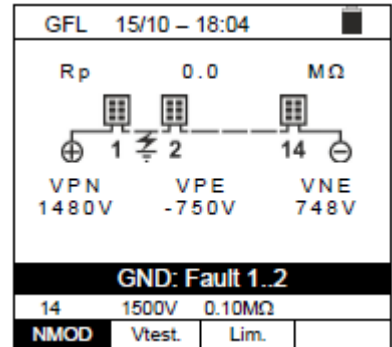 GFL 15/10 – 18:04
Rp 0.0 MΩ
1 2 14
VPN VPE VNE
1480V -750V 748V
GND: Fault 1..2
14 1500V 0.10MΩ
NMOD Vtest. Lim.